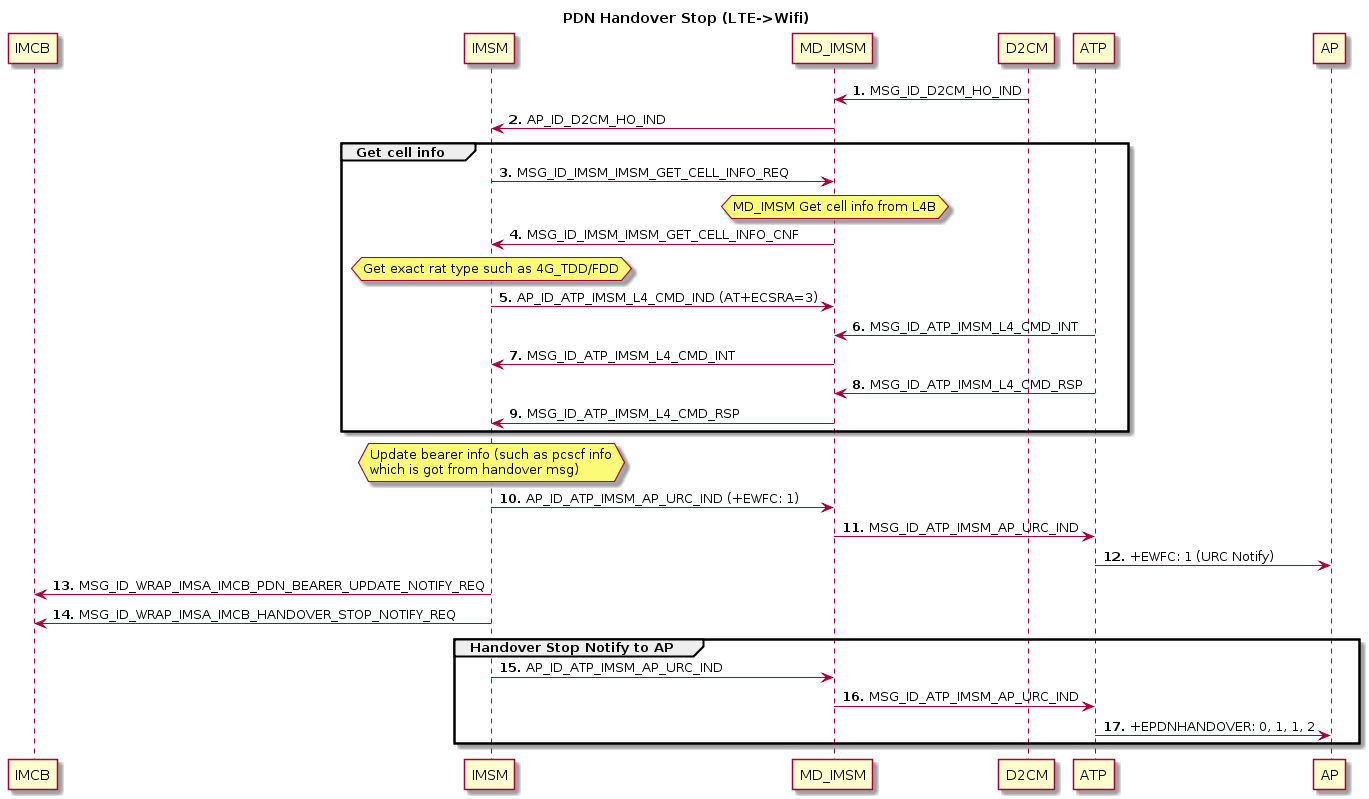 PDN Handover Stop (LTE->Wifi)
IMCB IMSM MD_IMSM D2CM ATP AP
1. MSG_ID_D2CM_HO_IND
2. AP_ID_D2CM_HO_IND
Get cell info
3. MSG_ID_IMSM_IMSM_GET_CELL_INFO_REQ
MD_IMSM Get cell info from L4B
4. MSG_ID_IMSM_IMSM_GET_CELL_INFO_CNF
Get exact rat type such as 4G_TDD/FDD
5. AP_ID_ATP_IMSM_L4_CMD_IND (AT+ECSRA=3)
6. MSG_ID_ATP_IMSM_L4_CMD_INT
7. MSG_ID_ATP_IMSM_L4_CMD_INT
8. MSG_ID_ATP_IMSM_L4_CMD_RSP
9. MSG_ID_ATP_IMSM_L4_CMD_RSP
Update bearer info (such as pcscf info
which is got from handover msg)
10. AP_ID_ATP_IMSM_AP_URC_IND (+EWFC: 1)
11. MSG_ID_ATP_IMSM_AP_URC_IND
12. +EWFC: 1 (URC Notify)
13. MSG_ID_WRAP_IMSA_IMCB_PDN_BEARER_UPDATE_NOTIFY_REQ
14. MSG_ID_WRAP_IMSA_IMCB_HANDOVER_STOP_NOTIFY_REQ
Handover Stop Notify to AP
15. AP_ID_ATP_IMSM_AP_URC_IND
16. MSG_ID_ATP_IMSM_AP_URC_IND
17. +EPDNHANDOVER: 0, 1, 1, 2
IMCB IMSM MD_IMSM D2CM ATP AP